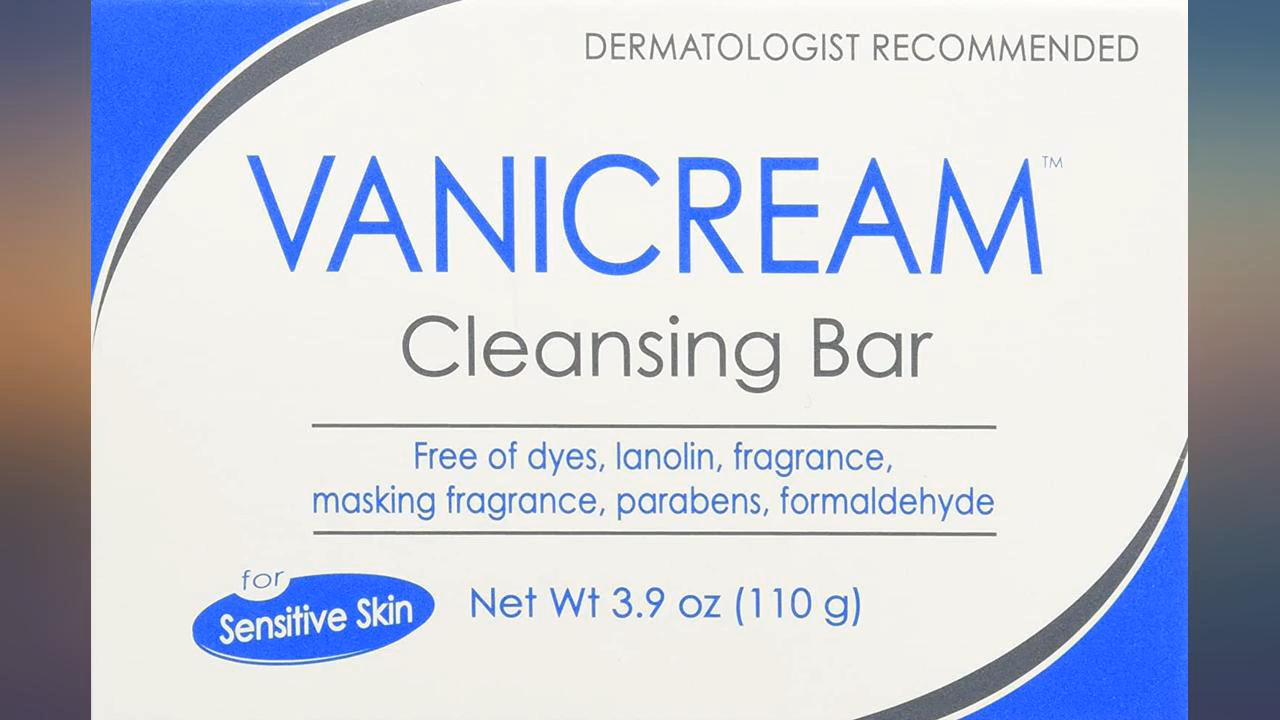 DERMATOLOGIST RECOMMENDED
VANICREAM™
Cleansing Bar
Free of dyes, lanolin, fragrance,
masking fragrance, parabens, formaldehyde
for
Sensitive Skin
Net Wt 3.9 oz (110 g)